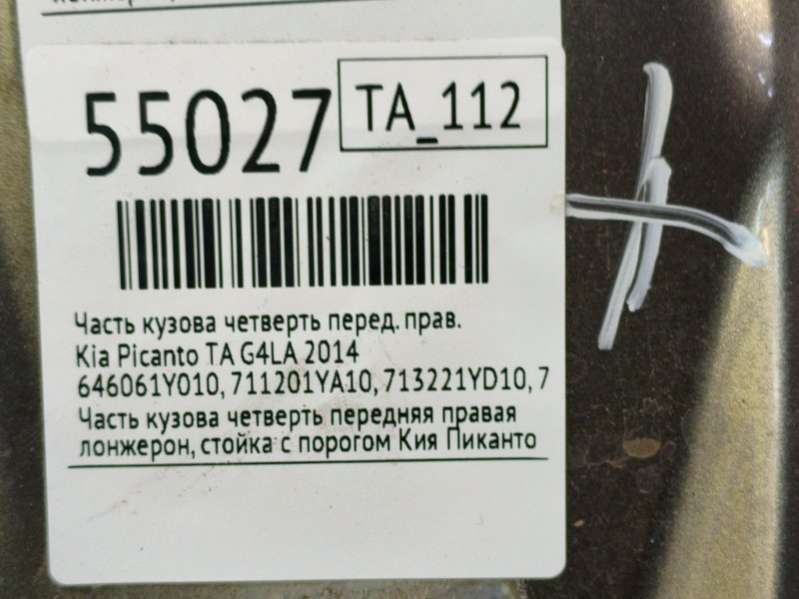 55027
TA_112
Часть кузова четверть перед. прав.
Kia Picanto TA G4LA 2014
646061Y010, 711201YA10, 713221YD10, 7
Часть кузова четверть передняя правая
лонжерон, стойка с порогом Кия Пиканто